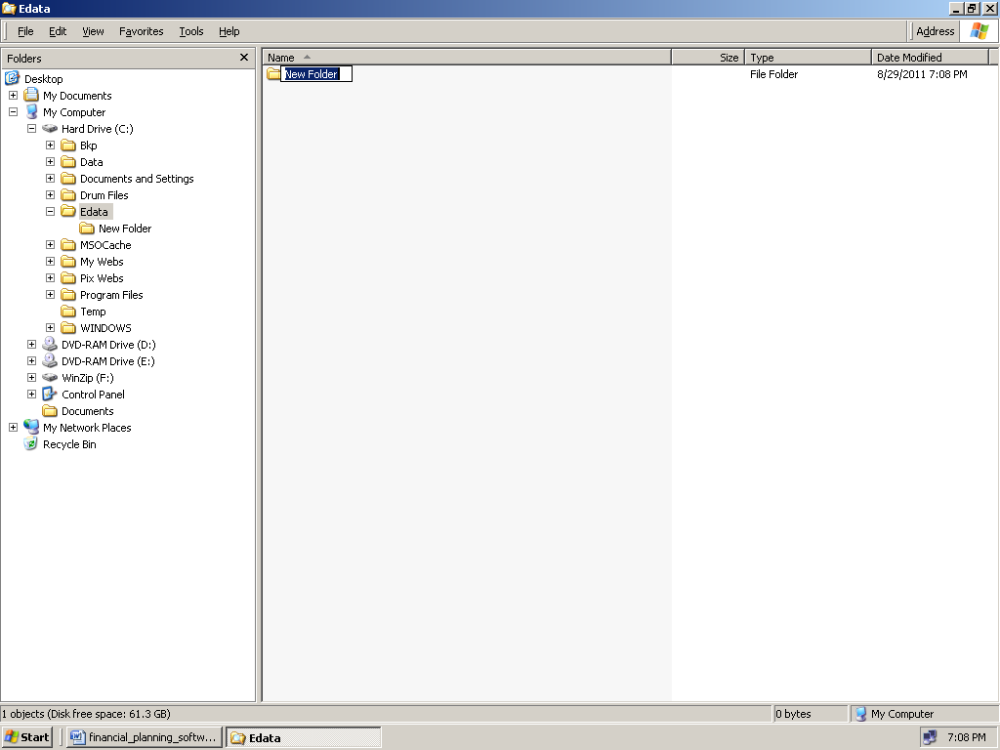 Edata
File Edit View Favorites Tools Help Address
Folders
Name Size Type Date Modified
New Folder File Folder 8/29/2011 7:08 PM
Desktop
My Documents
My Computer
Hard Drive (C:)
Bkp
Data
Documents and Settings
Drum Files
Edata
New Folder
MSOCache
My Webs
Pix Webs
Program Files
Temp
WINDOWS
DVD-RAM Drive (D:)
DVD-RAM Drive (E:)
WinZip (F:)
Control Panel
Documents
My Network Places
Recycle Bin
1 objects (Disk free space: 61.3 GB) 0 bytes My Computer
Start financial_planning_softw... Edata 7:08 PM